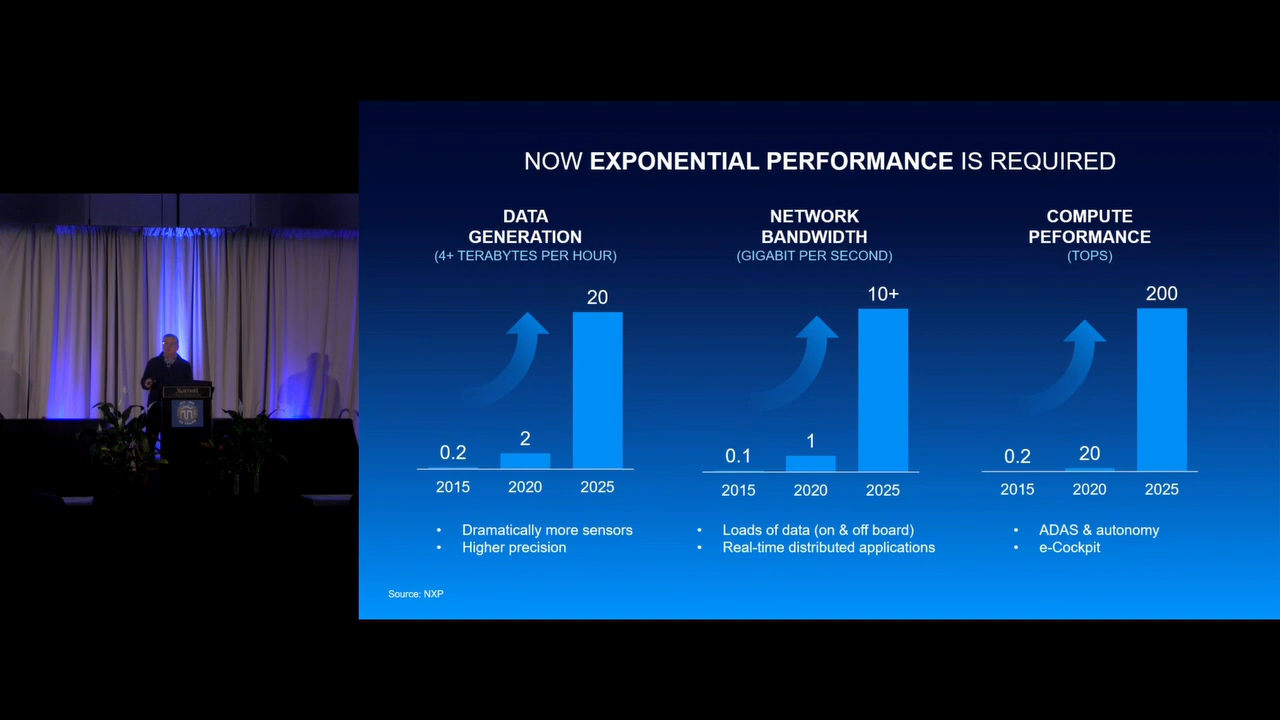 NOW EXPONENTIAL PERFORMANCE IS REQUIRED
DATA
GENERATION
(4+ TERABYTES PER HOUR)
20
2
0.2
2015 2020 2025
• Dramatically more sensors
• Higher precision
NETWORK
BANDWIDTH
(GIGABIT PER SECOND)
10+
1
0.1
2015 2020 2025
• Loads of data (on & off board)
• Real-time distributed applications
COMPUTE
PEFORMANCE
(TOPS)
200
20
0.2
2015 2020 2025
• ADAS & autonomy
• e-Cockpit
Source: NXP
Marriott